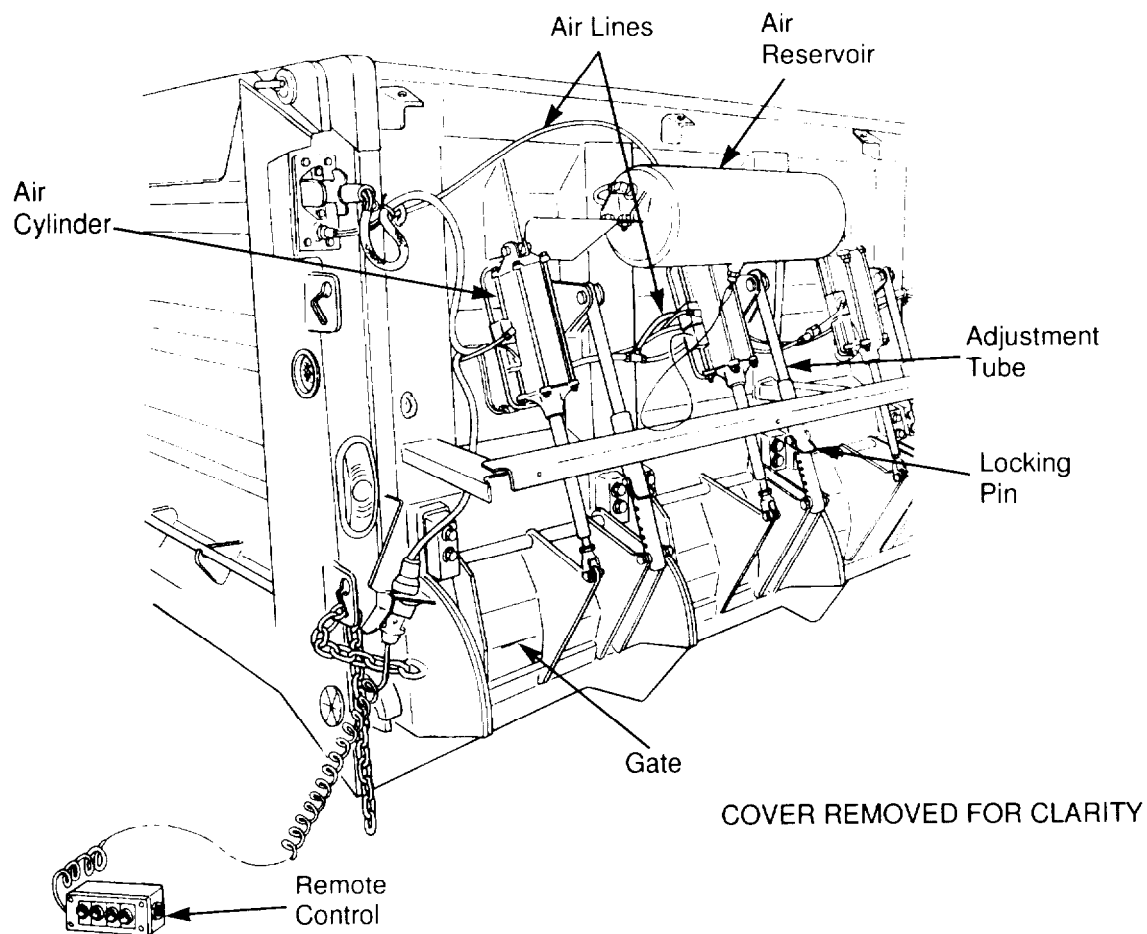 Air Lines
Air
Reservoir
Air
Cylinder
Adjustment
Tube
Locking
Pin
Gate
COVER REMOVED FOR CLARITY
Remote
Control